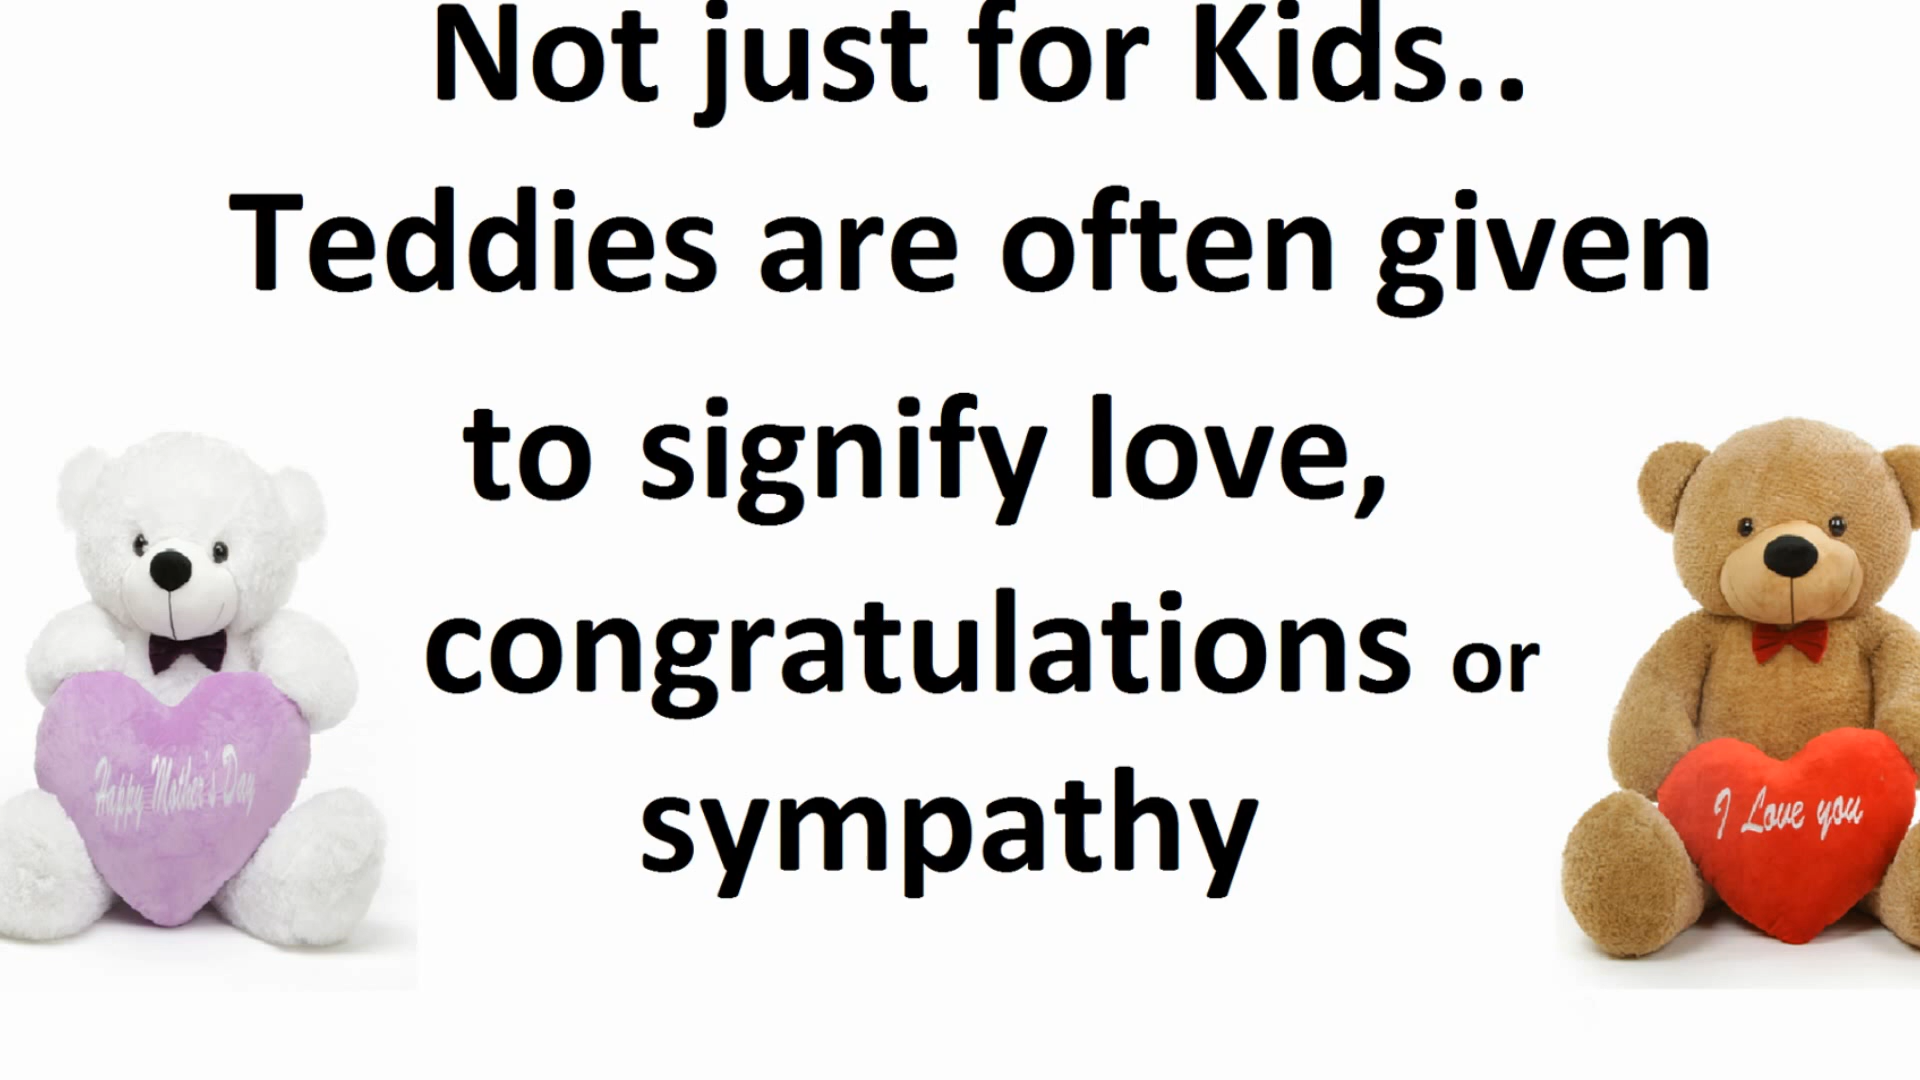 Not just for Kids..
Teddies are often given
to signify love,
congratulations or
sympathy
Happy Mother's Day
I Love you